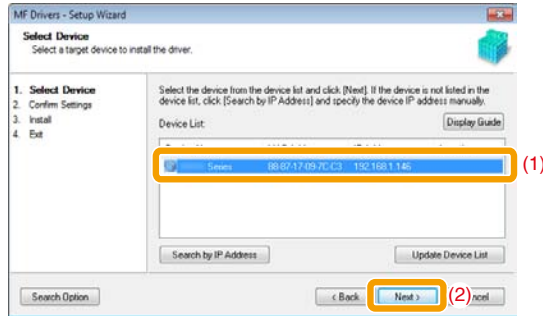 MF Drivers - Setup Wizard
Select Device
Select a target device to install the driver.
1. Select Device
2. Confirm Settings
3. Install
4. Exit
Select the device from the device list and click [Next]. If the device is not listed in the
device list, click [Search by IP Address] and specify the device IP address manually.
Device List:
Display Guide
Series 88-87-17-09-7C-C3 192.168.1.146
(1)
Search by IP Address
Update Device List
Search Option
< Back
Next >
(2)